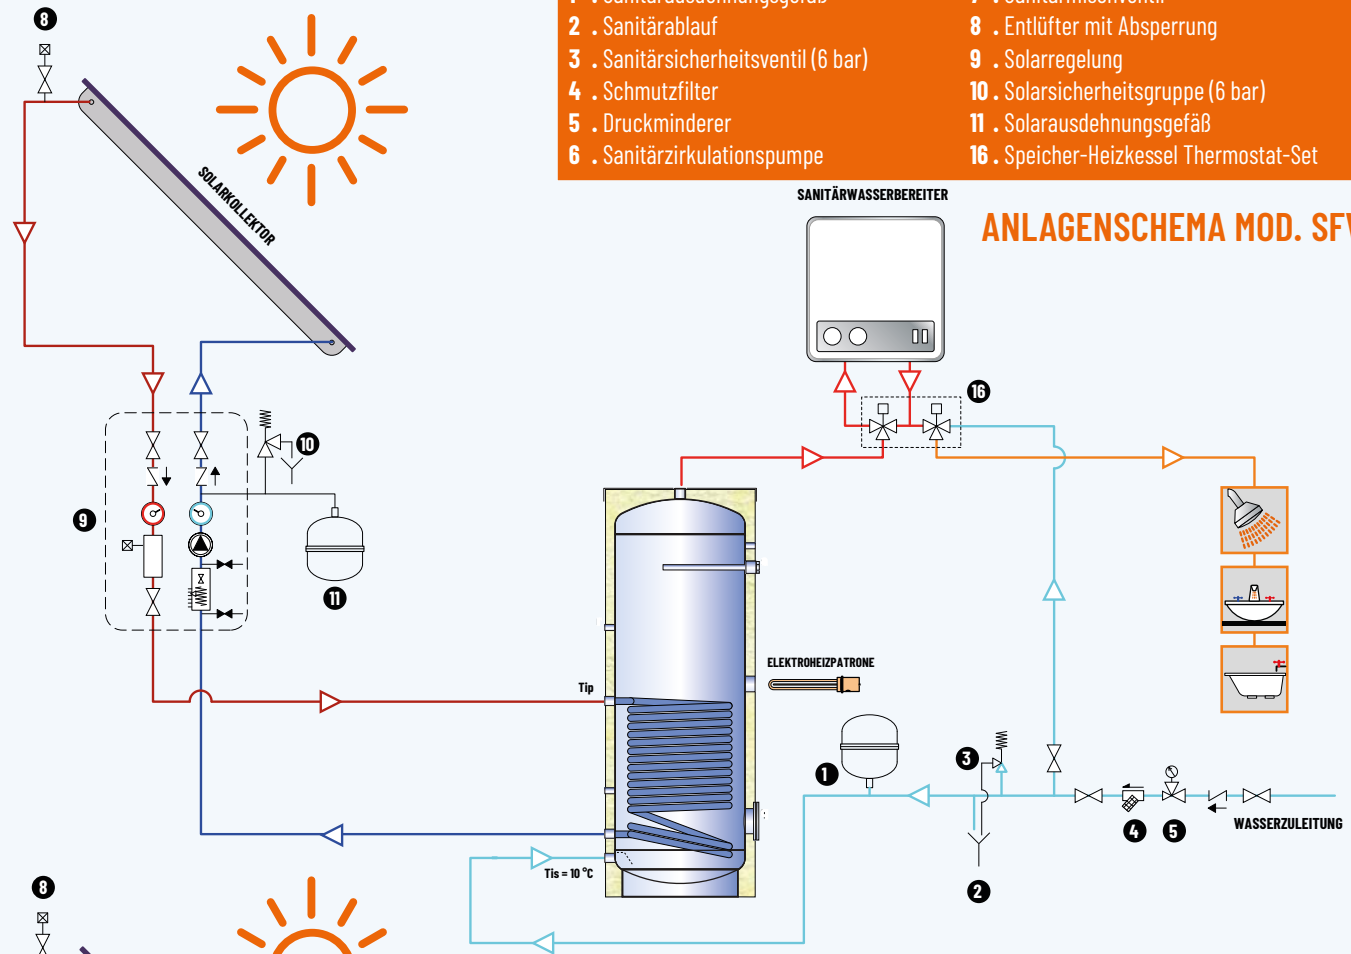 2 . Sanitärablauf
3 . Sanitärsicherheitsventil (6 bar)
4 . Schmutzfilter
5 . Druckminderer
6 . Sanitärzirkulationspumpe
8 . Entlüfter mit Absperrung
9 . Solarregelung
10 . Solarsicherheitsgruppe (6 bar)
11 . Solarausdehnungsgefäß
16 . Speicher-Heizkessel Thermostat-Set
ANLAGENSCHEMA MOD.
8
SOLARKOLLEKTOR
SANITÄRWASSERBEREITER
16
10
9
11
ELEKTROHEIZPATRONE
Tip
1
3
4
5
WASSERZULEITUNG
Tis = 10 °C
2
8